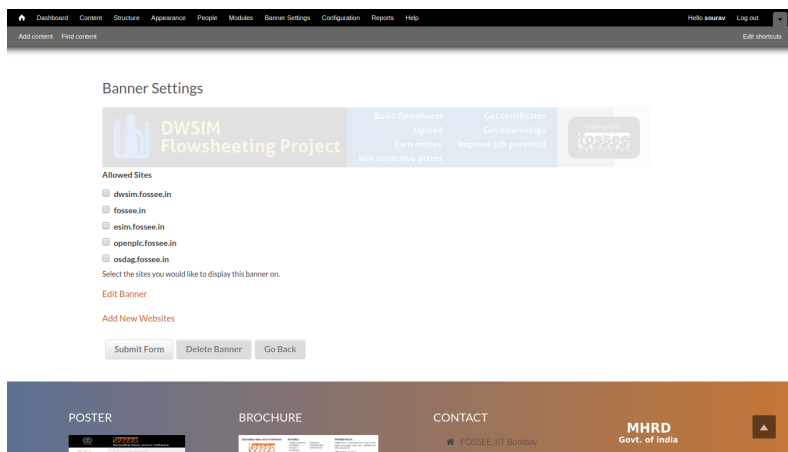 Dashboard Content Structure Appearance People Modules Banner Settings Configuration Reports Help Hello sourav Log out
Add content Find content Edit shortcuts
Banner Settings
DWSIM
Flowsheeting Project
Build flowsheets
Upload
Earn money
Win attractive prizes
Get certificates
Get internships
Improve job potential
Organised by
fossee
Allowed Sites
dwsim.fossee.in
fossee.in
esim.fossee.in
openplc.fossee.in
osdag.fossee.in
Select the sites you would like to display this banner on.
Edit Banner
Add New Websites
Submit Form Delete Banner Go Back
POSTER BROCHURE CONTACT
FOSSEE, IIT Bombay
MHRD
Govt. of india
fossee